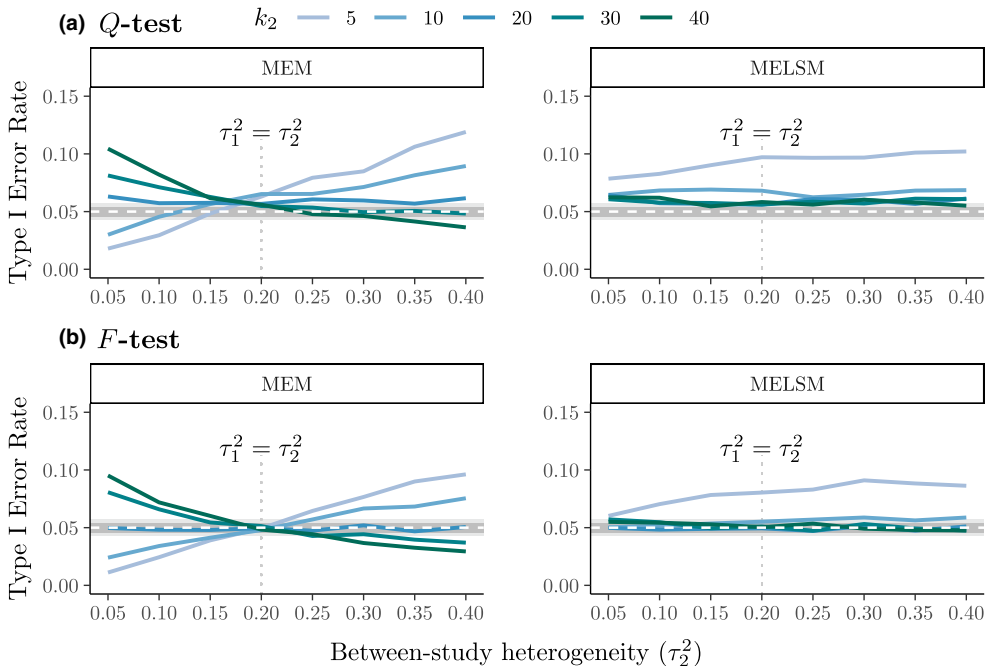 (a) Q-test k₂ 5 10 20 30 40
MEM MELSM
Type I Error Rate
0.15
0.10
0.05
0.00
τ₁² = τ₂² τ₁² = τ₂²
0.05 0.10 0.15 0.20 0.25 0.30 0.35 0.40 0.05 0.10 0.15 0.20 0.25 0.30 0.35 0.40
(b) F-test
MEM MELSM
Type I Error Rate
0.15
0.10
0.05
0.00
τ₁² = τ₂² τ₁² = τ₂²
0.05 0.10 0.15 0.20 0.25 0.30 0.35 0.40 0.05 0.10 0.15 0.20 0.25 0.30 0.35 0.40
Between-study heterogeneity (τ₂²)